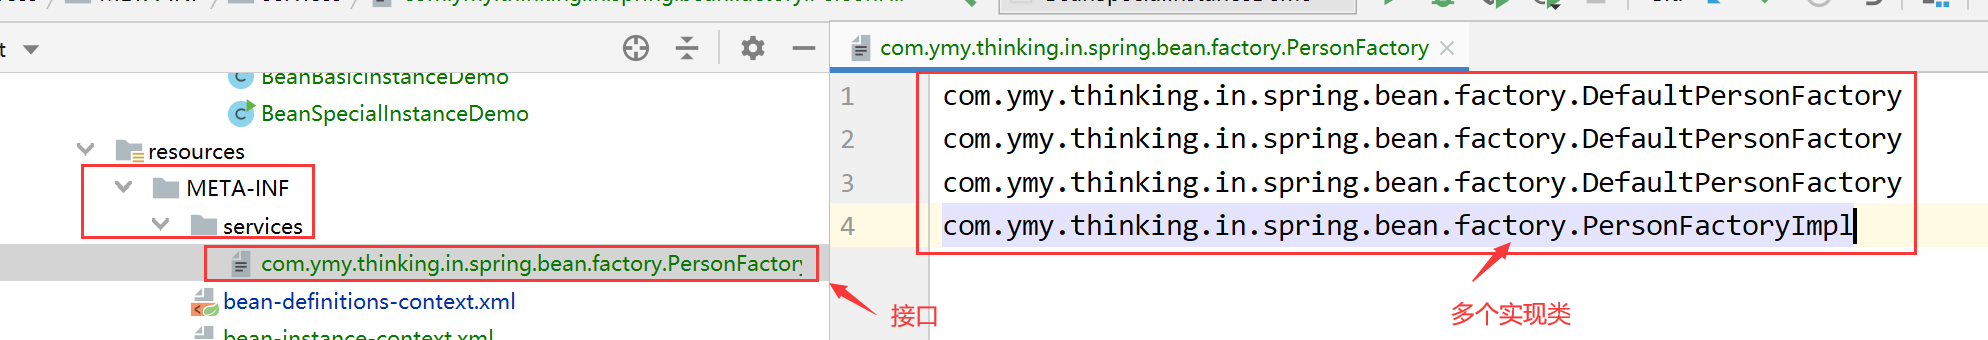 BeanBasicInstanceDemo
BeanSpecialInstanceDemo
resources
META-INF
services
com.ymy.thinking.in.spring.bean.factory.PersonFactory
bean-definitions-context.xml
bean-instance-context.xml
接口
com.ymy.thinking.in.spring.bean.factory.PersonFactory
1 com.ymy.thinking.in.spring.bean.factory.DefaultPersonFactory
2 com.ymy.thinking.in.spring.bean.factory.DefaultPersonFactory
3 com.ymy.thinking.in.spring.bean.factory.DefaultPersonFactory
4 com.ymy.thinking.in.spring.bean.factory.PersonFactoryImpl
多个实现类